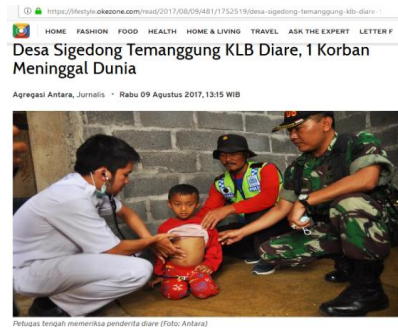 https://lifestyle.okezone.com/read/2017/08/09/481/1752519/desa-sigedong-temanggung-klb-diare-
HOME FASHION FOOD HEALTH HOME & LIVING TRAVEL ASK THE EXPERT LETTER F
Desa Sigedong Temanggung KLB Diare, 1 Korban
Meninggal Dunia
Agregasi Antara, Jurnalis • Rabu 09 Agustus 2017, 13:15 WIB
Petugas tengah memeriksa penderita diare (Foto: Antara)